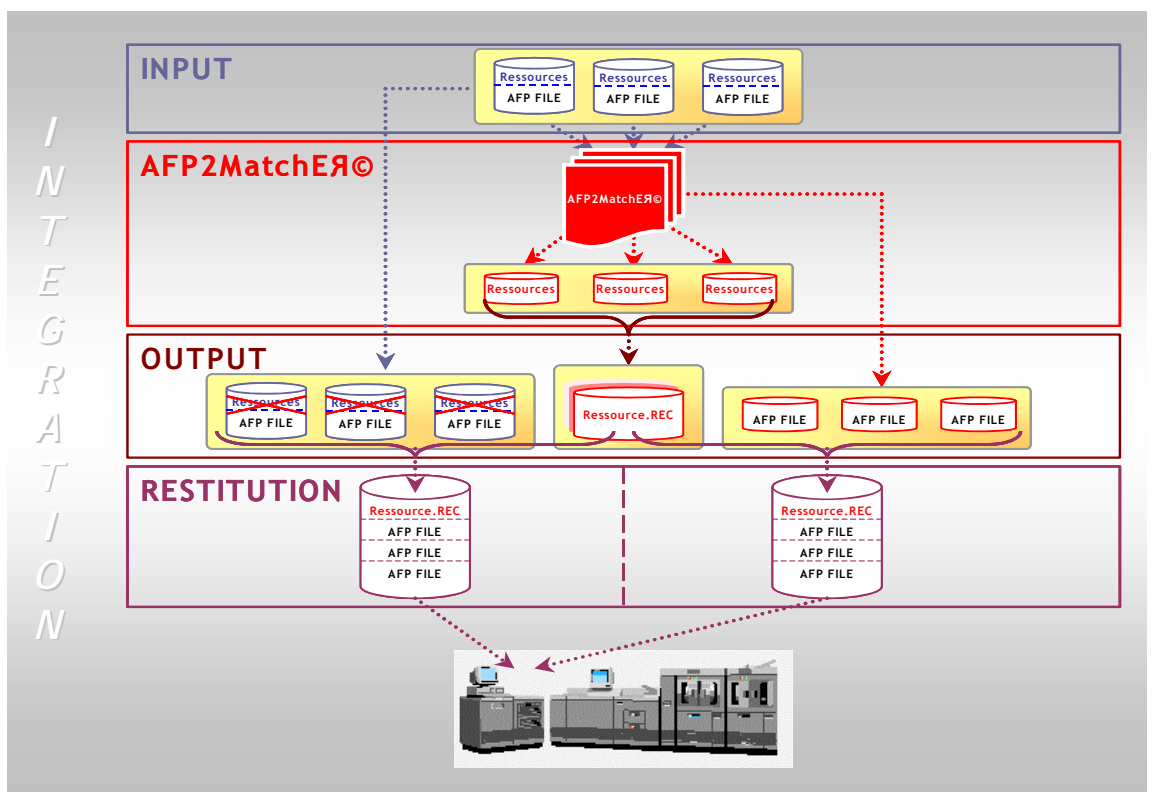 INTEGRATION
INPUT
Ressources Ressources Ressources
AFP FILE AFP FILE AFP FILE
AFP2MatchEЯ©
AFP2MatchEЯ©
Ressources Ressources Ressources
OUTPUT
Ressources Ressources Ressources
AFP FILE AFP FILE AFP FILE
Ressource.REC
AFP FILE AFP FILE AFP FILE
RESTITUTION
Ressource.REC
AFP FILE
AFP FILE
AFP FILE
Ressource.REC
AFP FILE
AFP FILE
AFP FILE